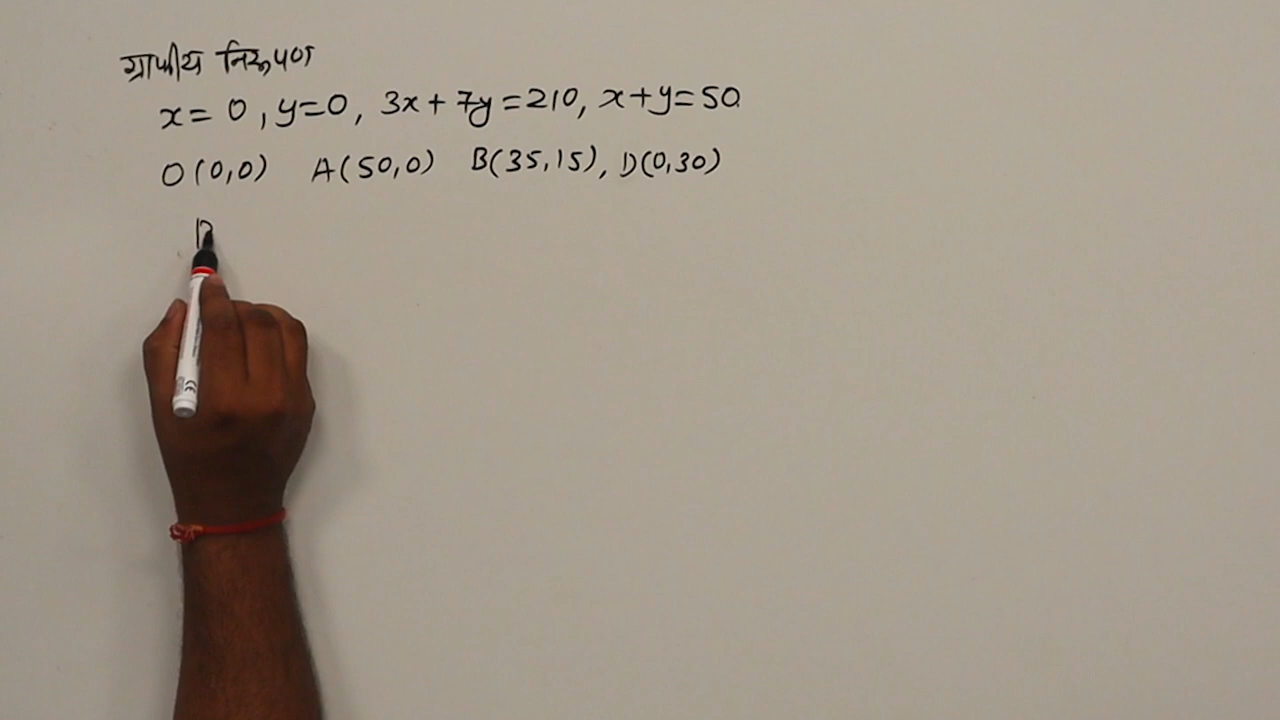 ग्राफीय निरूपण
x = 0, y=0, 3x + 7y = 210, x+y=50
O(0,0) A(50,0) B(35,15), D(0,30)